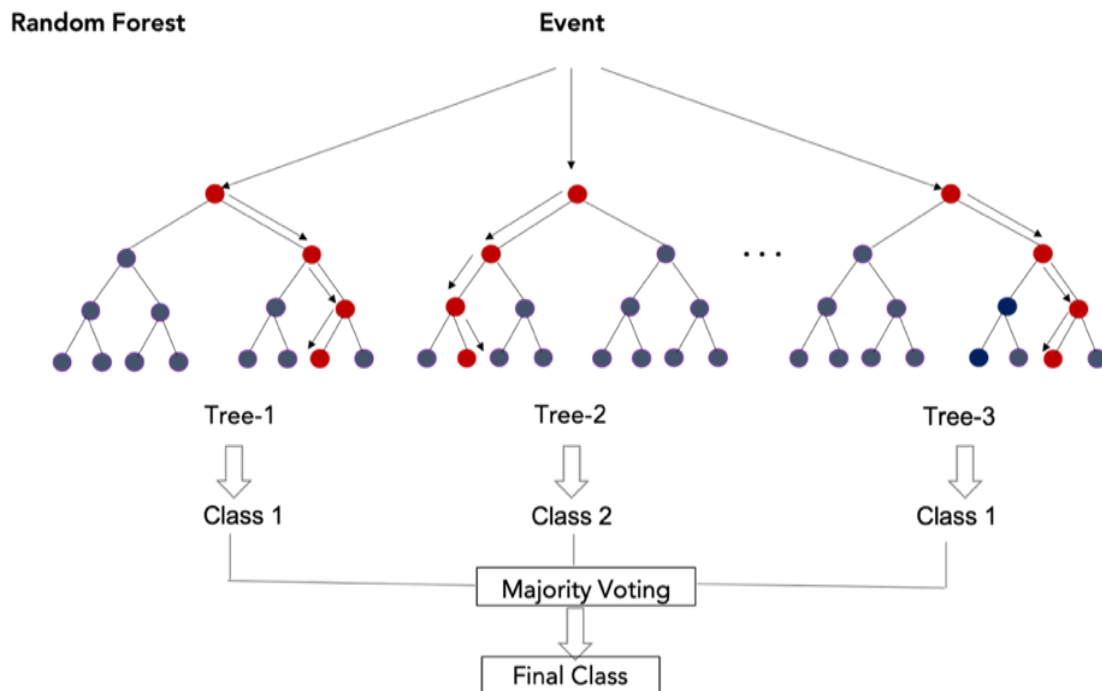 Random Forest
Event
. . .
Tree-1
Tree-2
Tree-3
Class 1
Class 2
Class 1
Majority Voting
Final Class